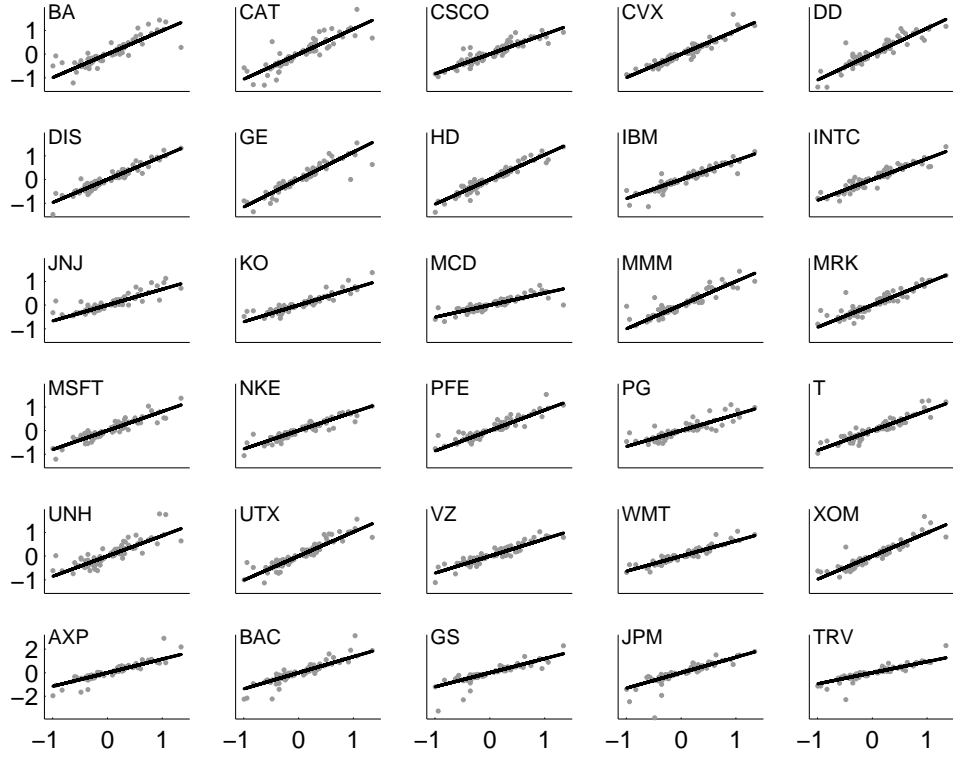 BA CAT CSCO CVX DD
1
0
−1
DIS GE HD IBM INTC
1
0
−1
JNJ KO MCD MMM MRK
1
0
−1
MSFT NKE PFE PG T
1
0
−1
UNH UTX VZ WMT XOM
1
0
−1
AXP BAC GS JPM TRV
2
0
−2
−1 0 1 −1 0 1 −1 0 1 −1 0 1 −1 0 1